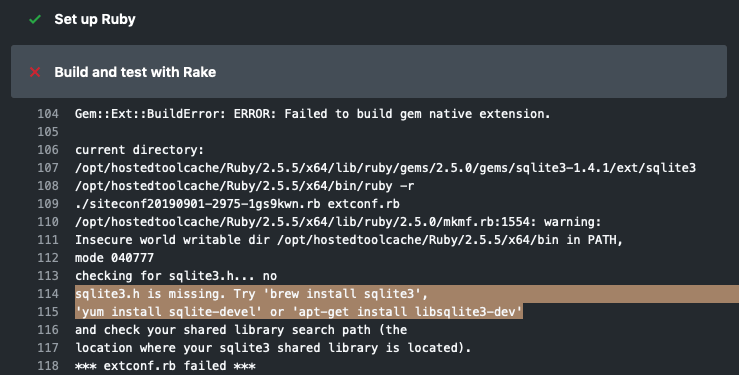 Set up Ruby
Build and test with Rake
104 Gem::Ext::BuildError: ERROR: Failed to build gem native extension.
105
106 current directory:
107 /opt/hostedtoolcache/Ruby/2.5.5/x64/lib/ruby/gems/2.5.0/gems/sqlite3-1.4.1/ext/sqlite3
108 /opt/hostedtoolcache/Ruby/2.5.5/x64/bin/ruby -r
109 ./siteconf20190901-2975-1gs9kwn.rb extconf.rb
110 /opt/hostedtoolcache/Ruby/2.5.5/x64/lib/ruby/2.5.0/mkmf.rb:1554: warning:
111 Insecure world writable dir /opt/hostedtoolcache/Ruby/2.5.5/x64/bin in PATH,
112 mode 040777
113 checking for sqlite3.h... no
114 sqlite3.h is missing. Try 'brew install sqlite3',
115 'yum install sqlite-devel' or 'apt-get install libsqlite3-dev'
116 and check your shared library search path (the
117 location where your sqlite3 shared library is located).
118 *** extconf.rb failed ***